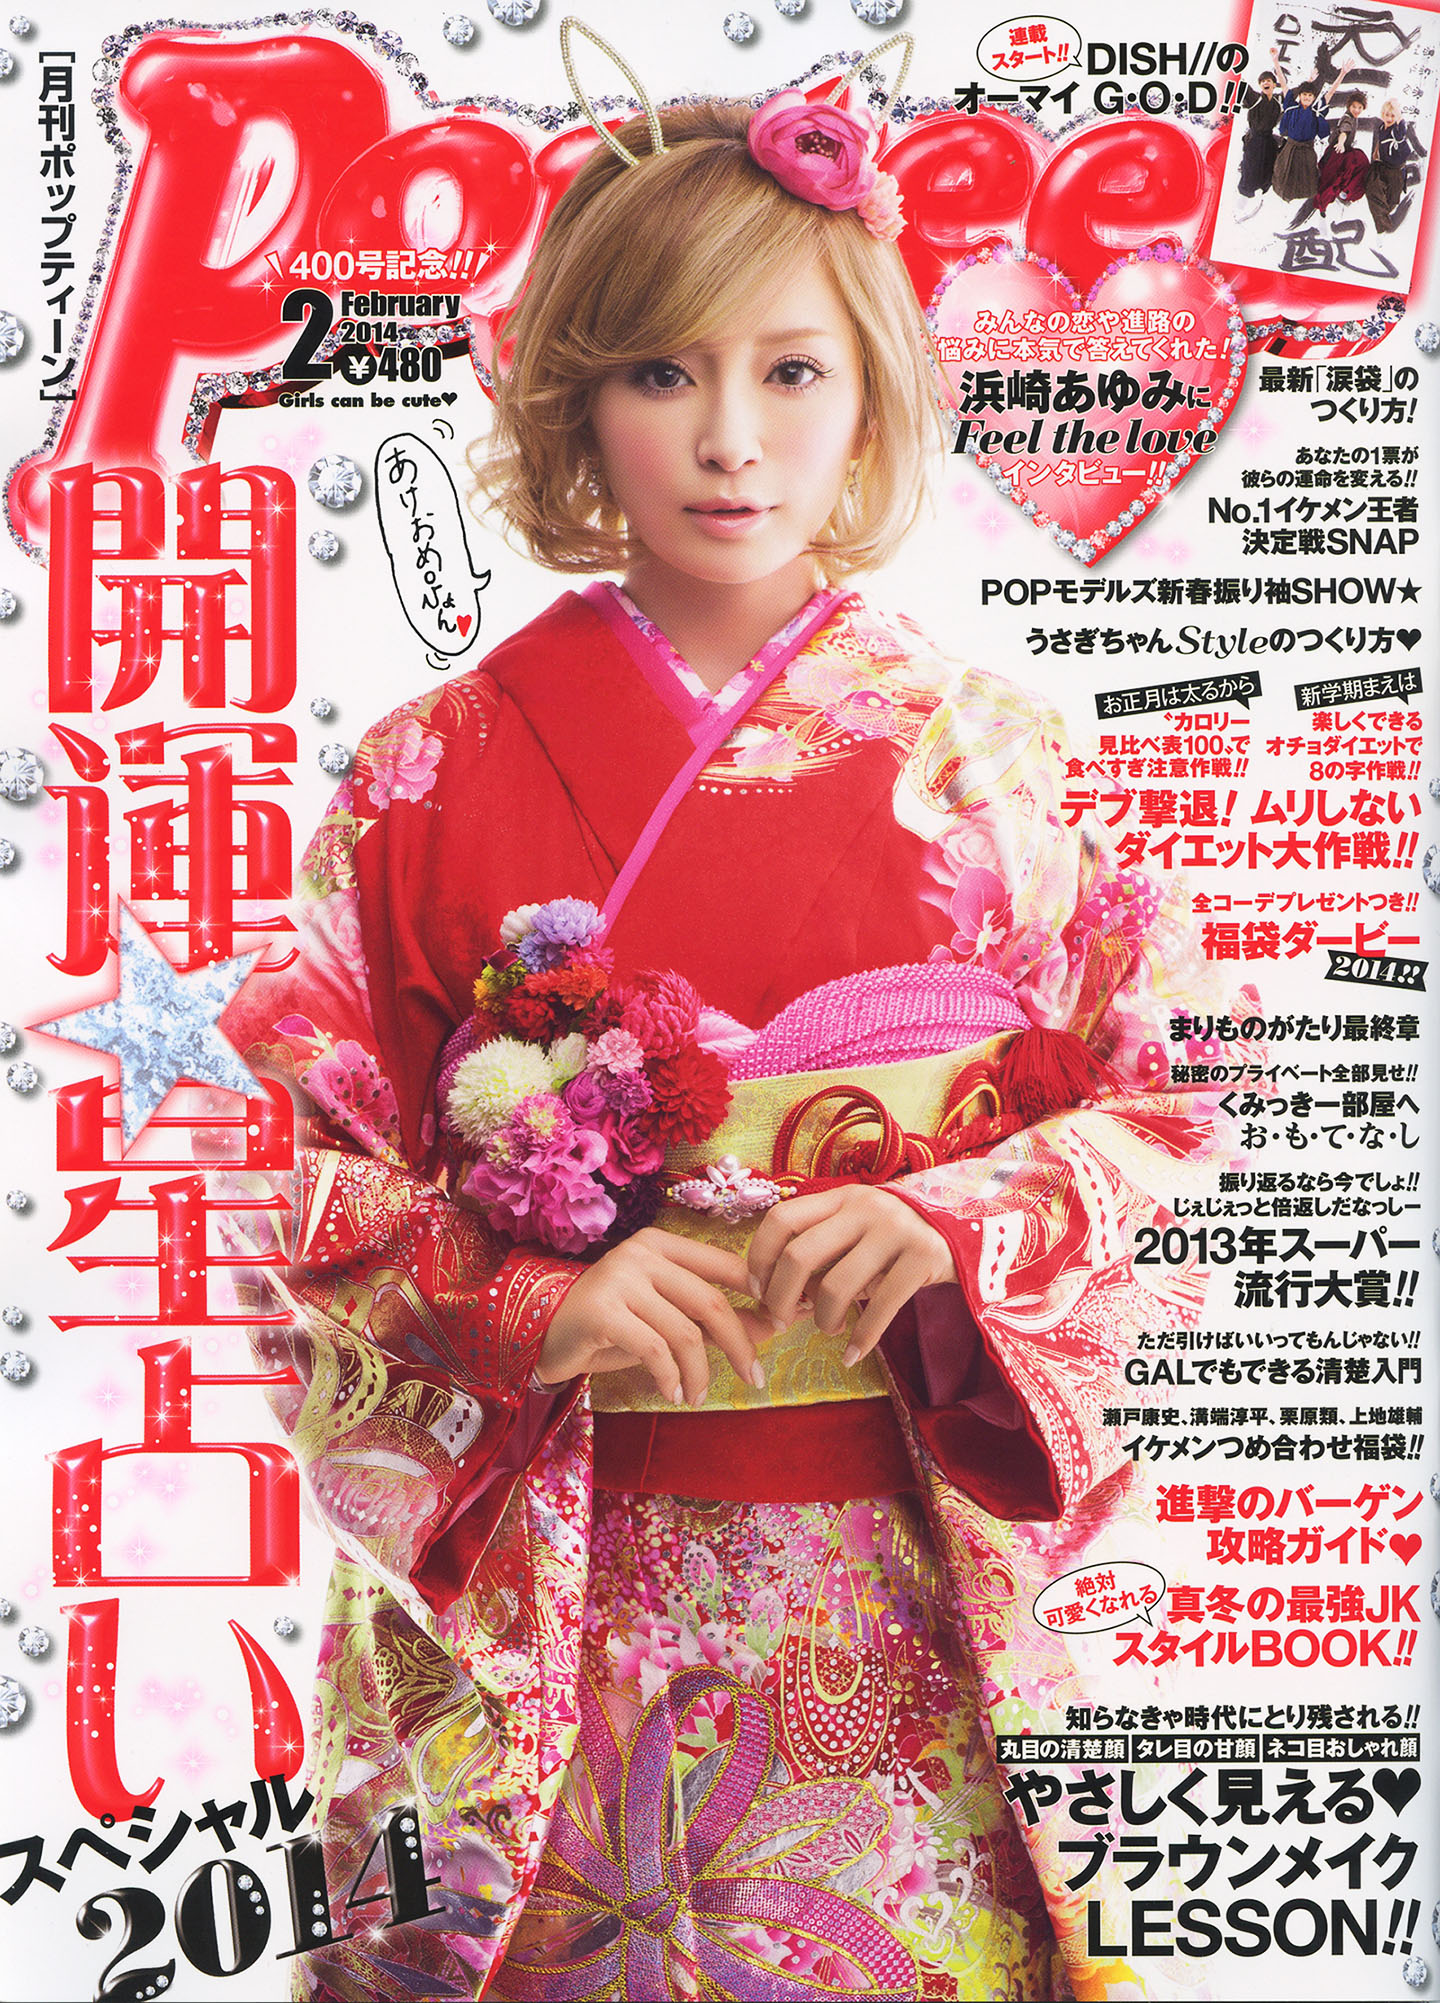 [月刊ポップティーン]
Popteen
連載
スタート!!
DISH//の
オーマイ G・O・D!!
400号記念!!
2
February
2014
¥480
Girls can be cute♥
あけおめ。
ぴょん♥
みんなの恋や進路の
悩みに本気で答えてくれた!
浜崎あゆみに
Feel the love
インタビュー!!
最新「涙袋」の
つくり方!
あなたの1票が
彼らの運命を変える!!
No.1イケメン王者
決定戦SNAP
POPモデルズ新春振り袖SHOW★
うさぎちゃんStyleのつくり方♥
お正月は太るから
〝カロリー
見比べ表100〟で
食べすぎ注意作戦!!
新学期まえは
楽しくできる
オチョダイエットで
8の字作戦!!
デブ撃退! ムリしない
ダイエット大作戦!!
全コーデプレゼントつき!!
福袋ダービー
2014!!
まりものがたり最終章
秘密のプライベート全部見せ!!
くみっきー部屋へ
お・も・て・な・し
振り返るなら今でしょ!!
じぇじぇっと倍返しだなっしー
2013年スーパー
流行大賞!!
ただ引けばいいってもんじゃない!!
GALでもできる清楚入門
瀬戸康史、溝端淳平、栗原類、上地雄輔
イケメンつめ合わせ福袋!!
進撃のバーゲン
攻略ガイド♥
絶対
可愛くなれる
真冬の最強JK
スタイルBOOK!!
知らなきゃ時代にとり残される!!
丸目の清楚顔 タレ目の甘顔 ネコ目おしゃれ顔
やさしく見える♥
ブラウンメイク
LESSON!!
開運★星占い
スペシャル
2014